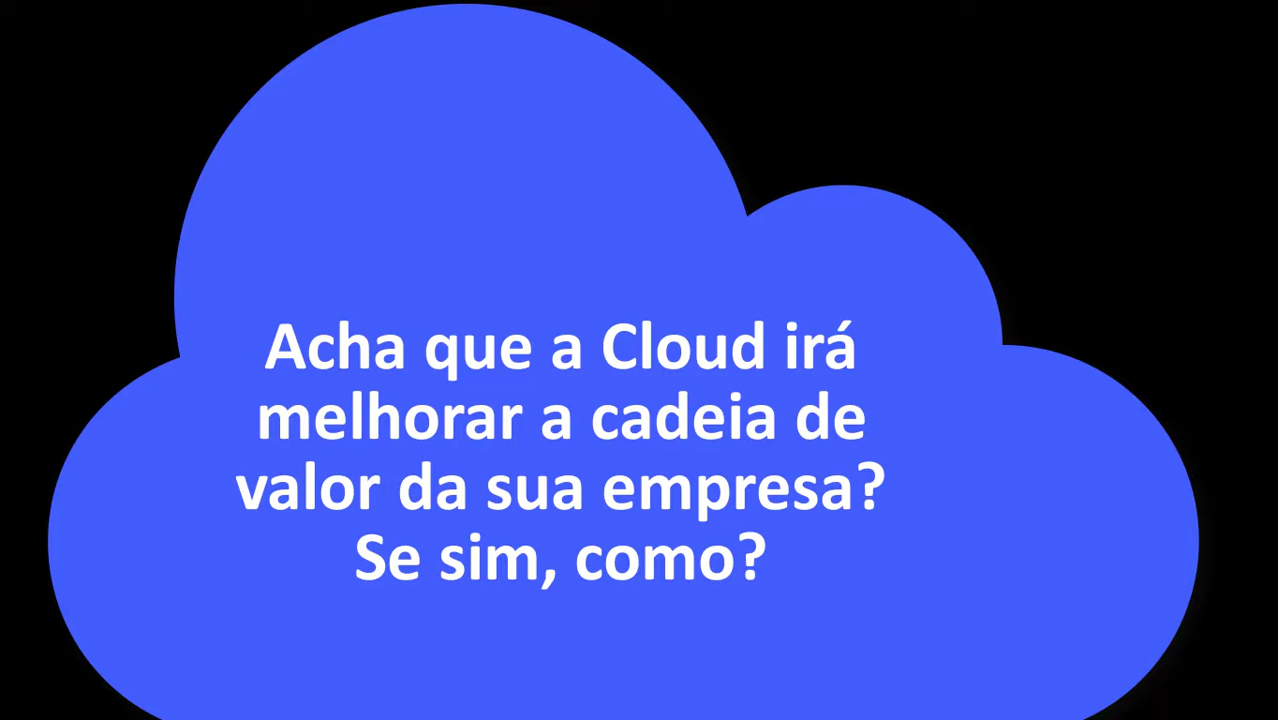 Acha que a Cloud irá
melhorar a cadeia de
valor da sua empresa?
Se sim, como?